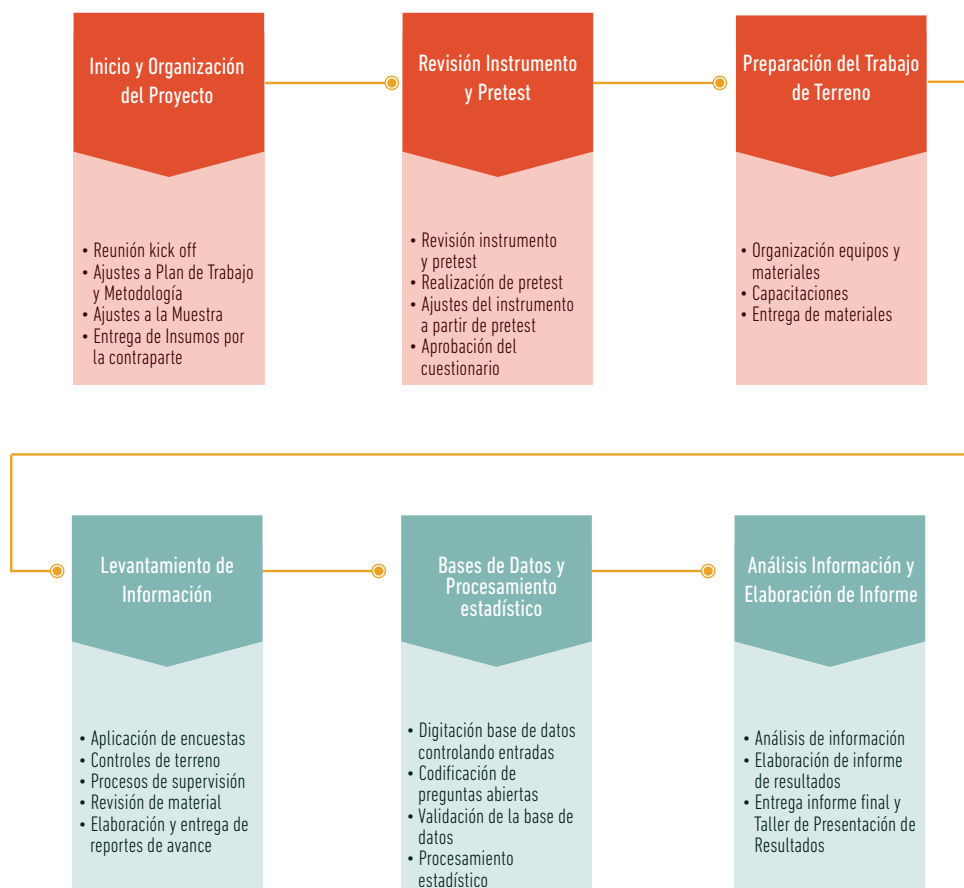 Inicio y Organización
del Proyecto
• Reunión kick off
• Ajustes a Plan de Trabajo
y Metodología
• Ajustes a la Muestra
• Entrega de Insumos por
la contraparte
Revisión Instrumento
y Pretest
• Revisión instrumento
y pretest
• Realización de pretest
• Ajustes del instrumento
a partir de pretest
• Aprobación del
cuestionario
Preparación del Trabajo
de Terreno
• Organización equipos y
materiales
• Capacitaciones
• Entrega de materiales
Levantamiento de
Información
• Aplicación de encuestas
• Controles de terreno
• Procesos de supervisión
• Revisión de material
• Elaboración y entrega de
reportes de avance
Bases de Datos y
Procesamiento
estadístico
• Digitación base de datos
controlando entradas
• Codificación de
preguntas abiertas
• Validación de la base de
datos
• Procesamiento
estadístico
Análisis Información y
Elaboración de Informe
• Análisis de información
• Elaboración de informe
de resultados
• Entrega informe final y
Taller de Presentación de
Resultados